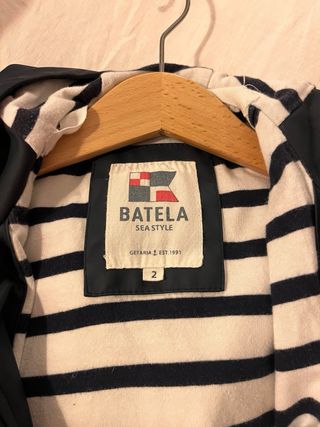 BATELA
SEA STYLE
GETARIA EST.1991
2